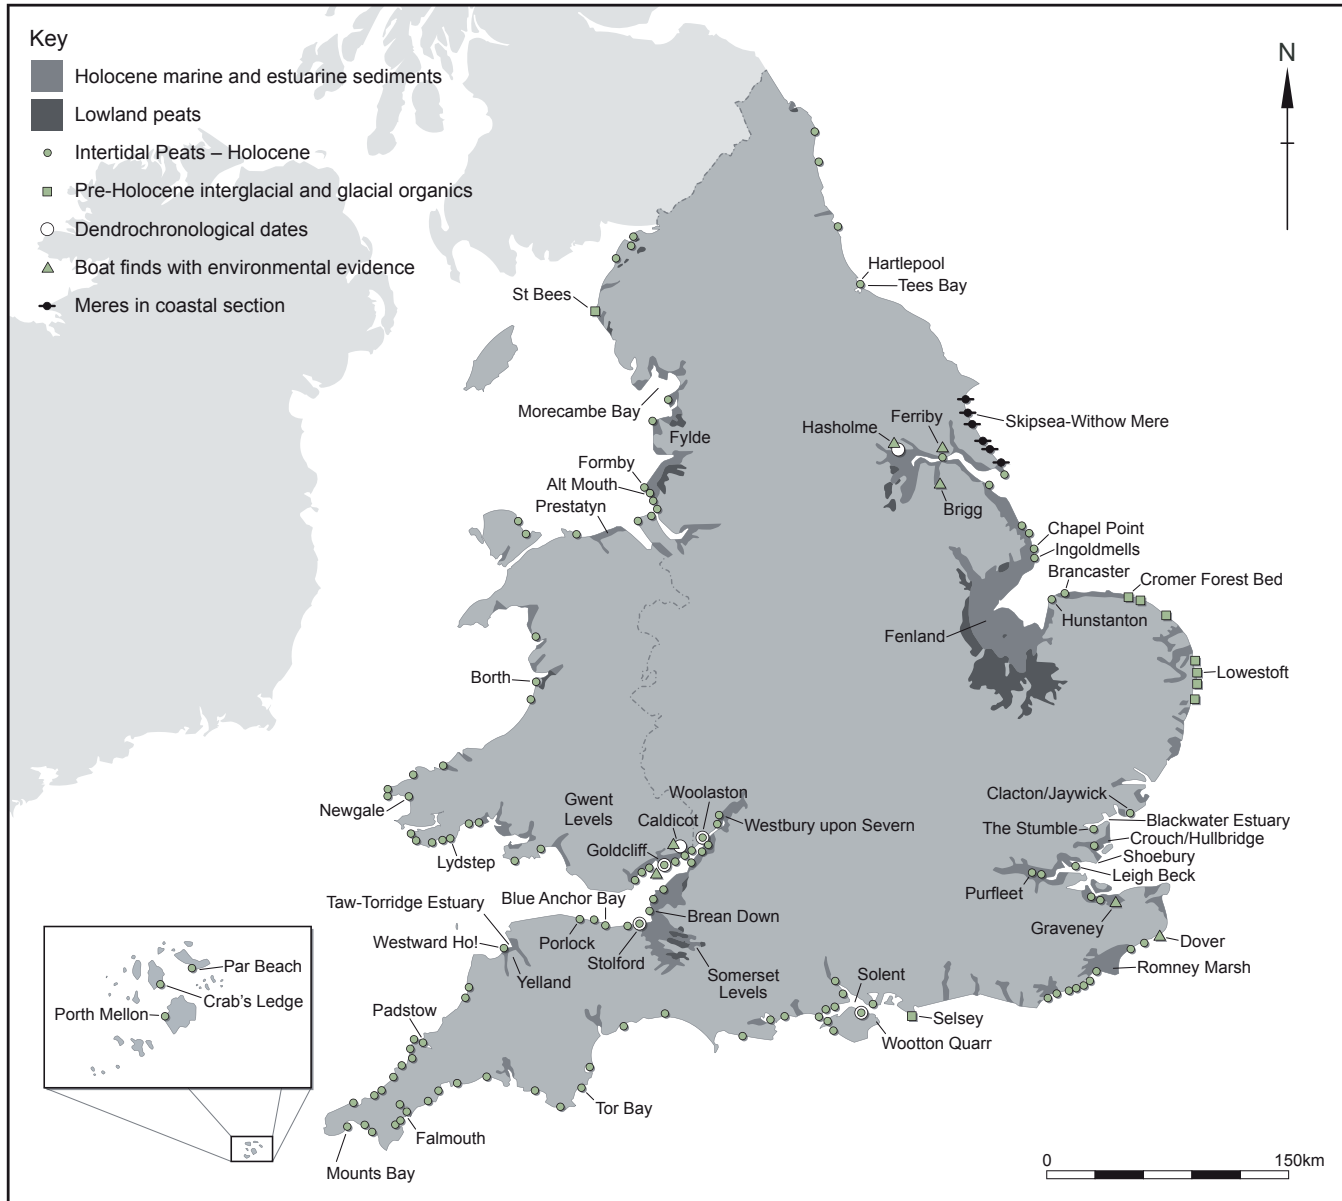 Key
Holocene marine and estuarine sediments
Lowland peats
Intertidal Peats – Holocene
Pre-Holocene interglacial and glacial organics
Dendrochronological dates
Boat finds with environmental evidence
Meres in coastal section
N
Hartlepool
Tees Bay
St Bees
Morecambe Bay
Fylde
Skipsea-Withow Mere
Ferriby
Hasholme
Formby
Alt Mouth
Prestatyn
Brigg
Chapel Point
Ingoldmells
Brancaster
Cromer Forest Bed
Hunstanton
Fenland
Borth
Lowestoft
Newgale
Gwent
Levels
Woolaston
Caldicot
Westbury upon Severn
Goldcliff
Lydstep
Clacton/Jaywick
Blackwater Estuary
The Stumble
Crouch/Hullbridge
Shoebury
Leigh Beck
Purfleet
Graveney
Dover
Romney Marsh
Taw-Torridge Estuary
Blue Anchor Bay
Brean Down
Westward Ho!
Porlock
Yelland
Stolford
Somerset
Levels
Solent
Selsey
Wootton Quarr
Par Beach
Crab's Ledge
Porth Mellon
Padstow
Tor Bay
Falmouth
Mounts Bay
0 150km